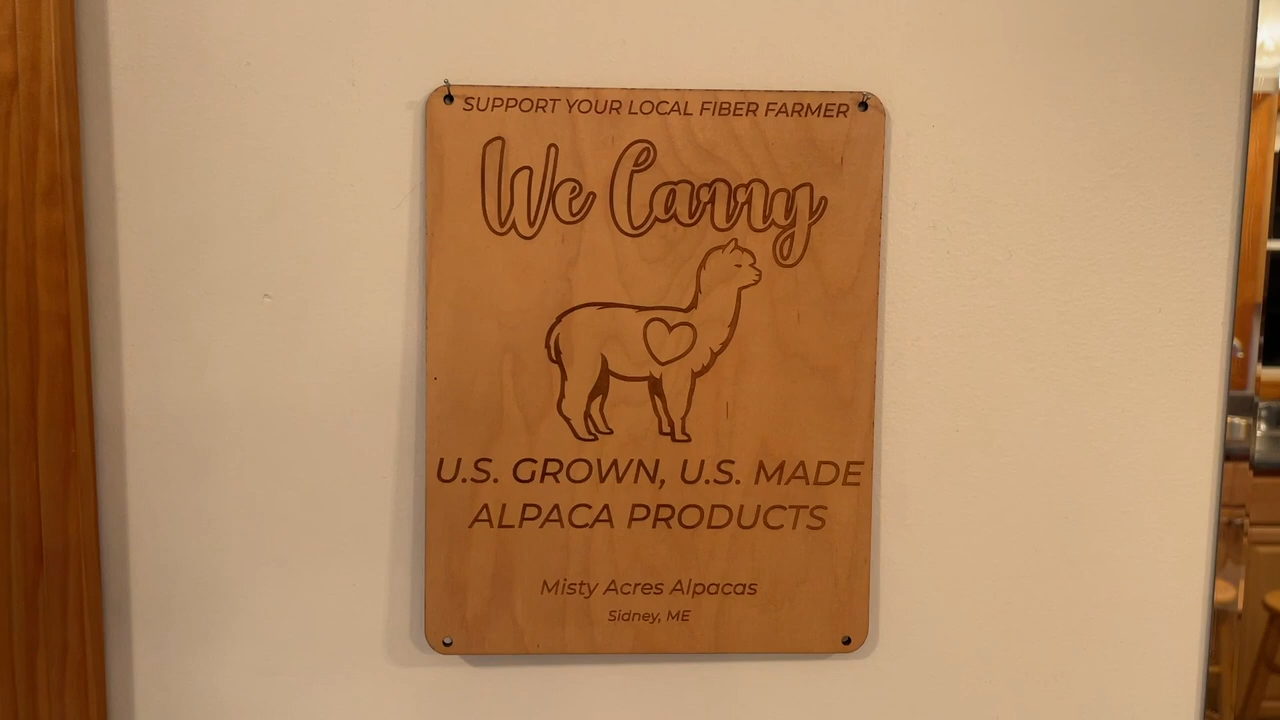 SUPPORT YOUR LOCAL FIBER FARMER
We Carry
U.S. GROWN, U.S. MADE
ALPACA PRODUCTS
Misty Acres Alpacas
Sidney, ME